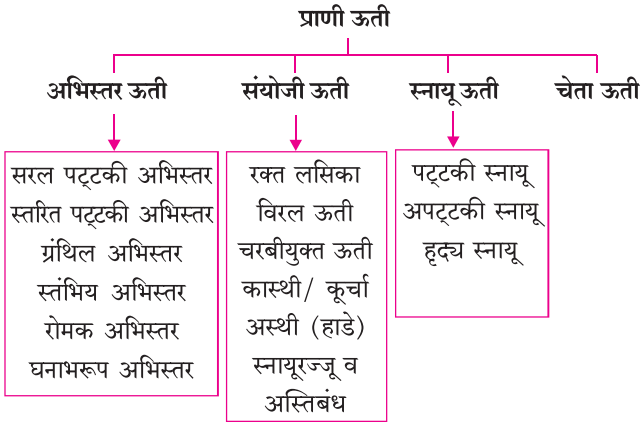 प्राणी ऊती
अभिस्तर ऊती
संयोजी ऊती
स्नायू ऊती
चेता ऊती
सरल पट्टकी अभिस्तर
स्तरित पट्टकी अभिस्तर
ग्रंथिल अभिस्तर
स्तंभिय अभिस्तर
रोमक अभिस्तर
घनाभरूप अभिस्तर
रक्त लसिका
विरल ऊती
चरबीयुक्त ऊती
कास्थी/ कूर्चा
अस्थी (हाडे)
स्नायूरज्जू व
अस्तिबंध
पट्टकी स्नायू
अपट्टकी स्नायू
हृद्य स्नायू